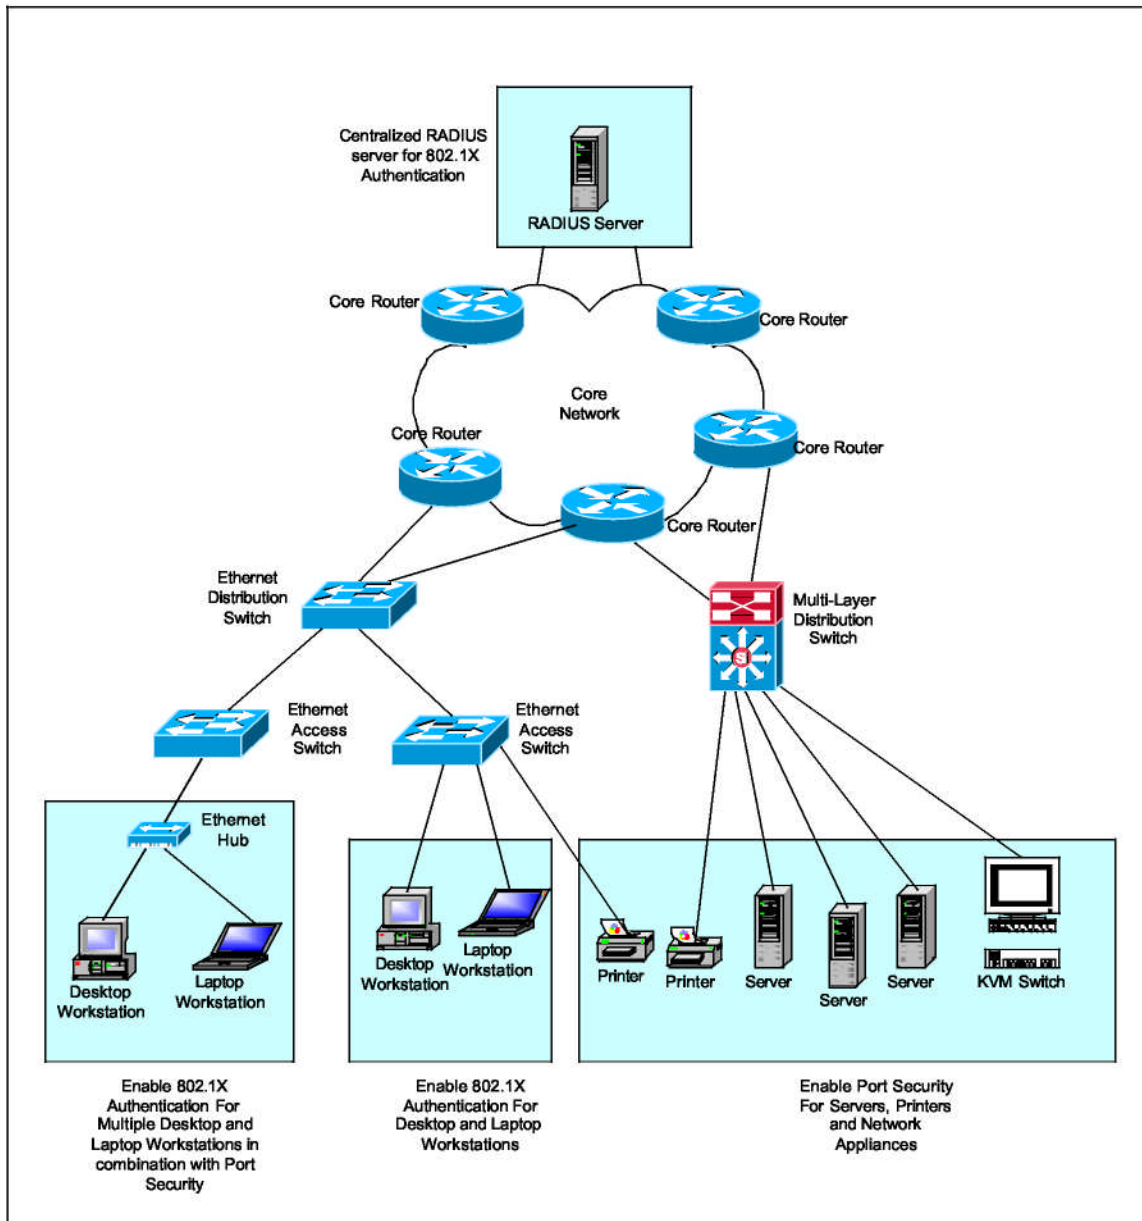 Centralized RADIUS
server for 802.1X
Authentication
RADIUS Server
Core Router
Core Router
Core
Network
Core Router
Core Router
Core Router
Ethernet
Distribution
Switch
Multi-Layer
Distribution
Switch
SI
Ethernet
Access
Switch
Ethernet
Access
Switch
Ethernet
Hub
Desktop
Workstation
Laptop
Workstation
Desktop
Workstation
Laptop
Workstation
Printer
Printer
Server
Server
Server
KVM Switch
Enable 802.1X
Authentication For
Multiple Desktop and
Laptop Workstations in
combination with Port
Security
Enable 802.1X
Authentication For
Desktop and Laptop
Workstations
Enable Port Security
For Servers, Printers
and Network
Appliances